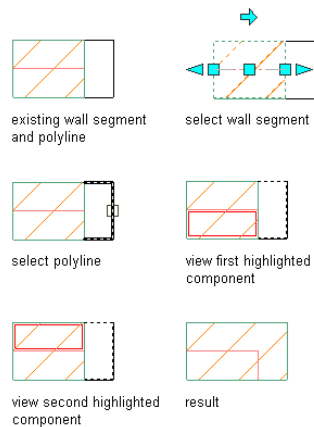 existing wall segment
and polyline
select wall segment
select polyline
view first highlighted
component
view second highlighted
component
result